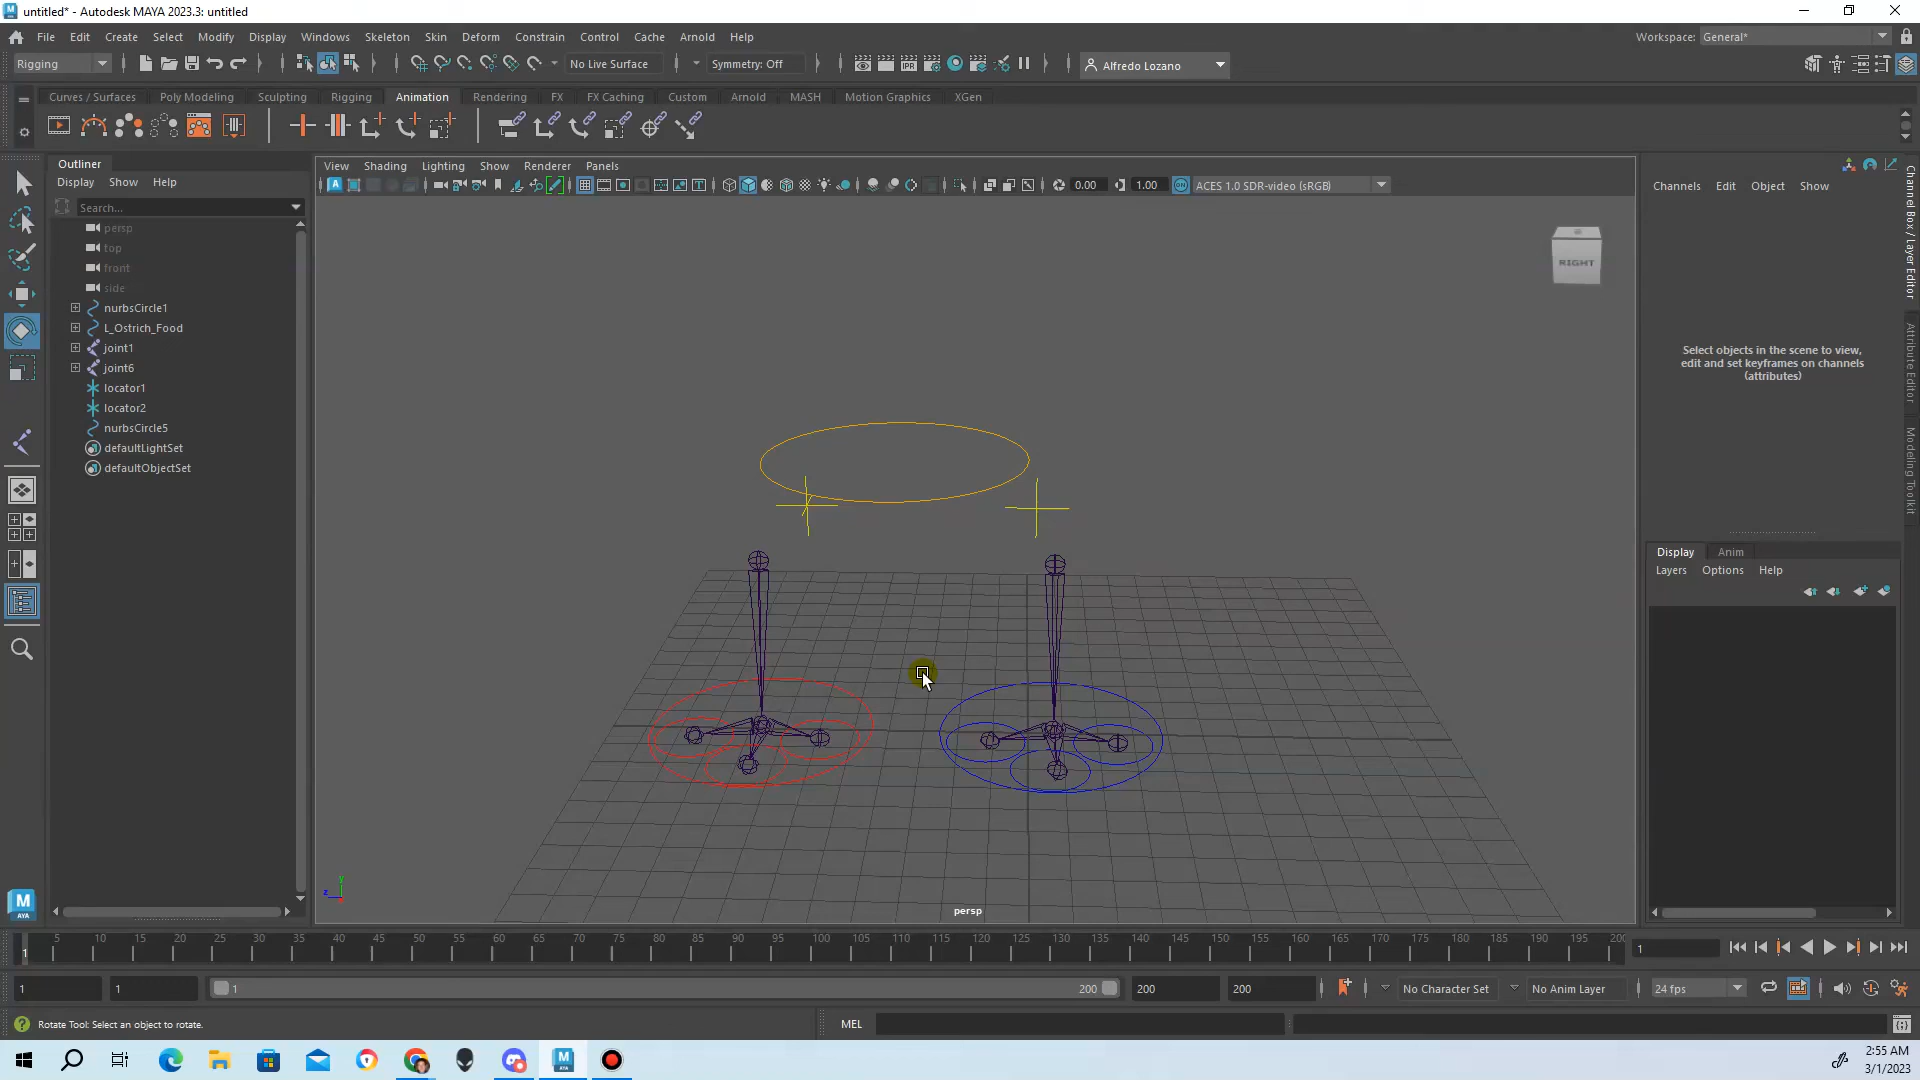 untitled* - Autodesk MAYA 2023.3: untitled
File Edit Create Select Modify Display Windows Skeleton Skin Deform Constrain Control Cache Arnold Help
Workspace: General*
Rigging
No Live Surface
Symmetry: Off
Alfredo Lozano
Curves / Surfaces Poly Modeling Sculpting Rigging Animation Rendering FX FX Caching Custom Arnold MASH Motion Graphics XGen
Outliner
Display Show Help
Search...
persp
top
front
side
nurbsCircle1
L_Ostrich_Food
joint1
joint6
locator1
locator2
nurbsCircle5
defaultLightSet
defaultObjectSet
View Shading Lighting Show Renderer Panels
0.00
1.00
ACES 1.0 SDR-video (sRGB)
RIGHT
persp
Channels Edit Object Show
Select objects in the scene to view,
edit and set keyframes on channels
(attributes)
Channel Box / Layer Editor
Attribute Editor
Modeling Toolkit
Display Anim
Layers Options Help
5 10 15 20 25 30 35 40 45 50 55 60 65 70 75 80 85 90 95 100 105 110 115 120 125 130 135 140 145 150 155 160 165 170 175 180 185 190 195 200
1
1
1
1
200
200
200
No Character Set
No Anim Layer
24 fps
Rotate Tool: Select an object to rotate.
MEL
2:55 AM
3/1/2023